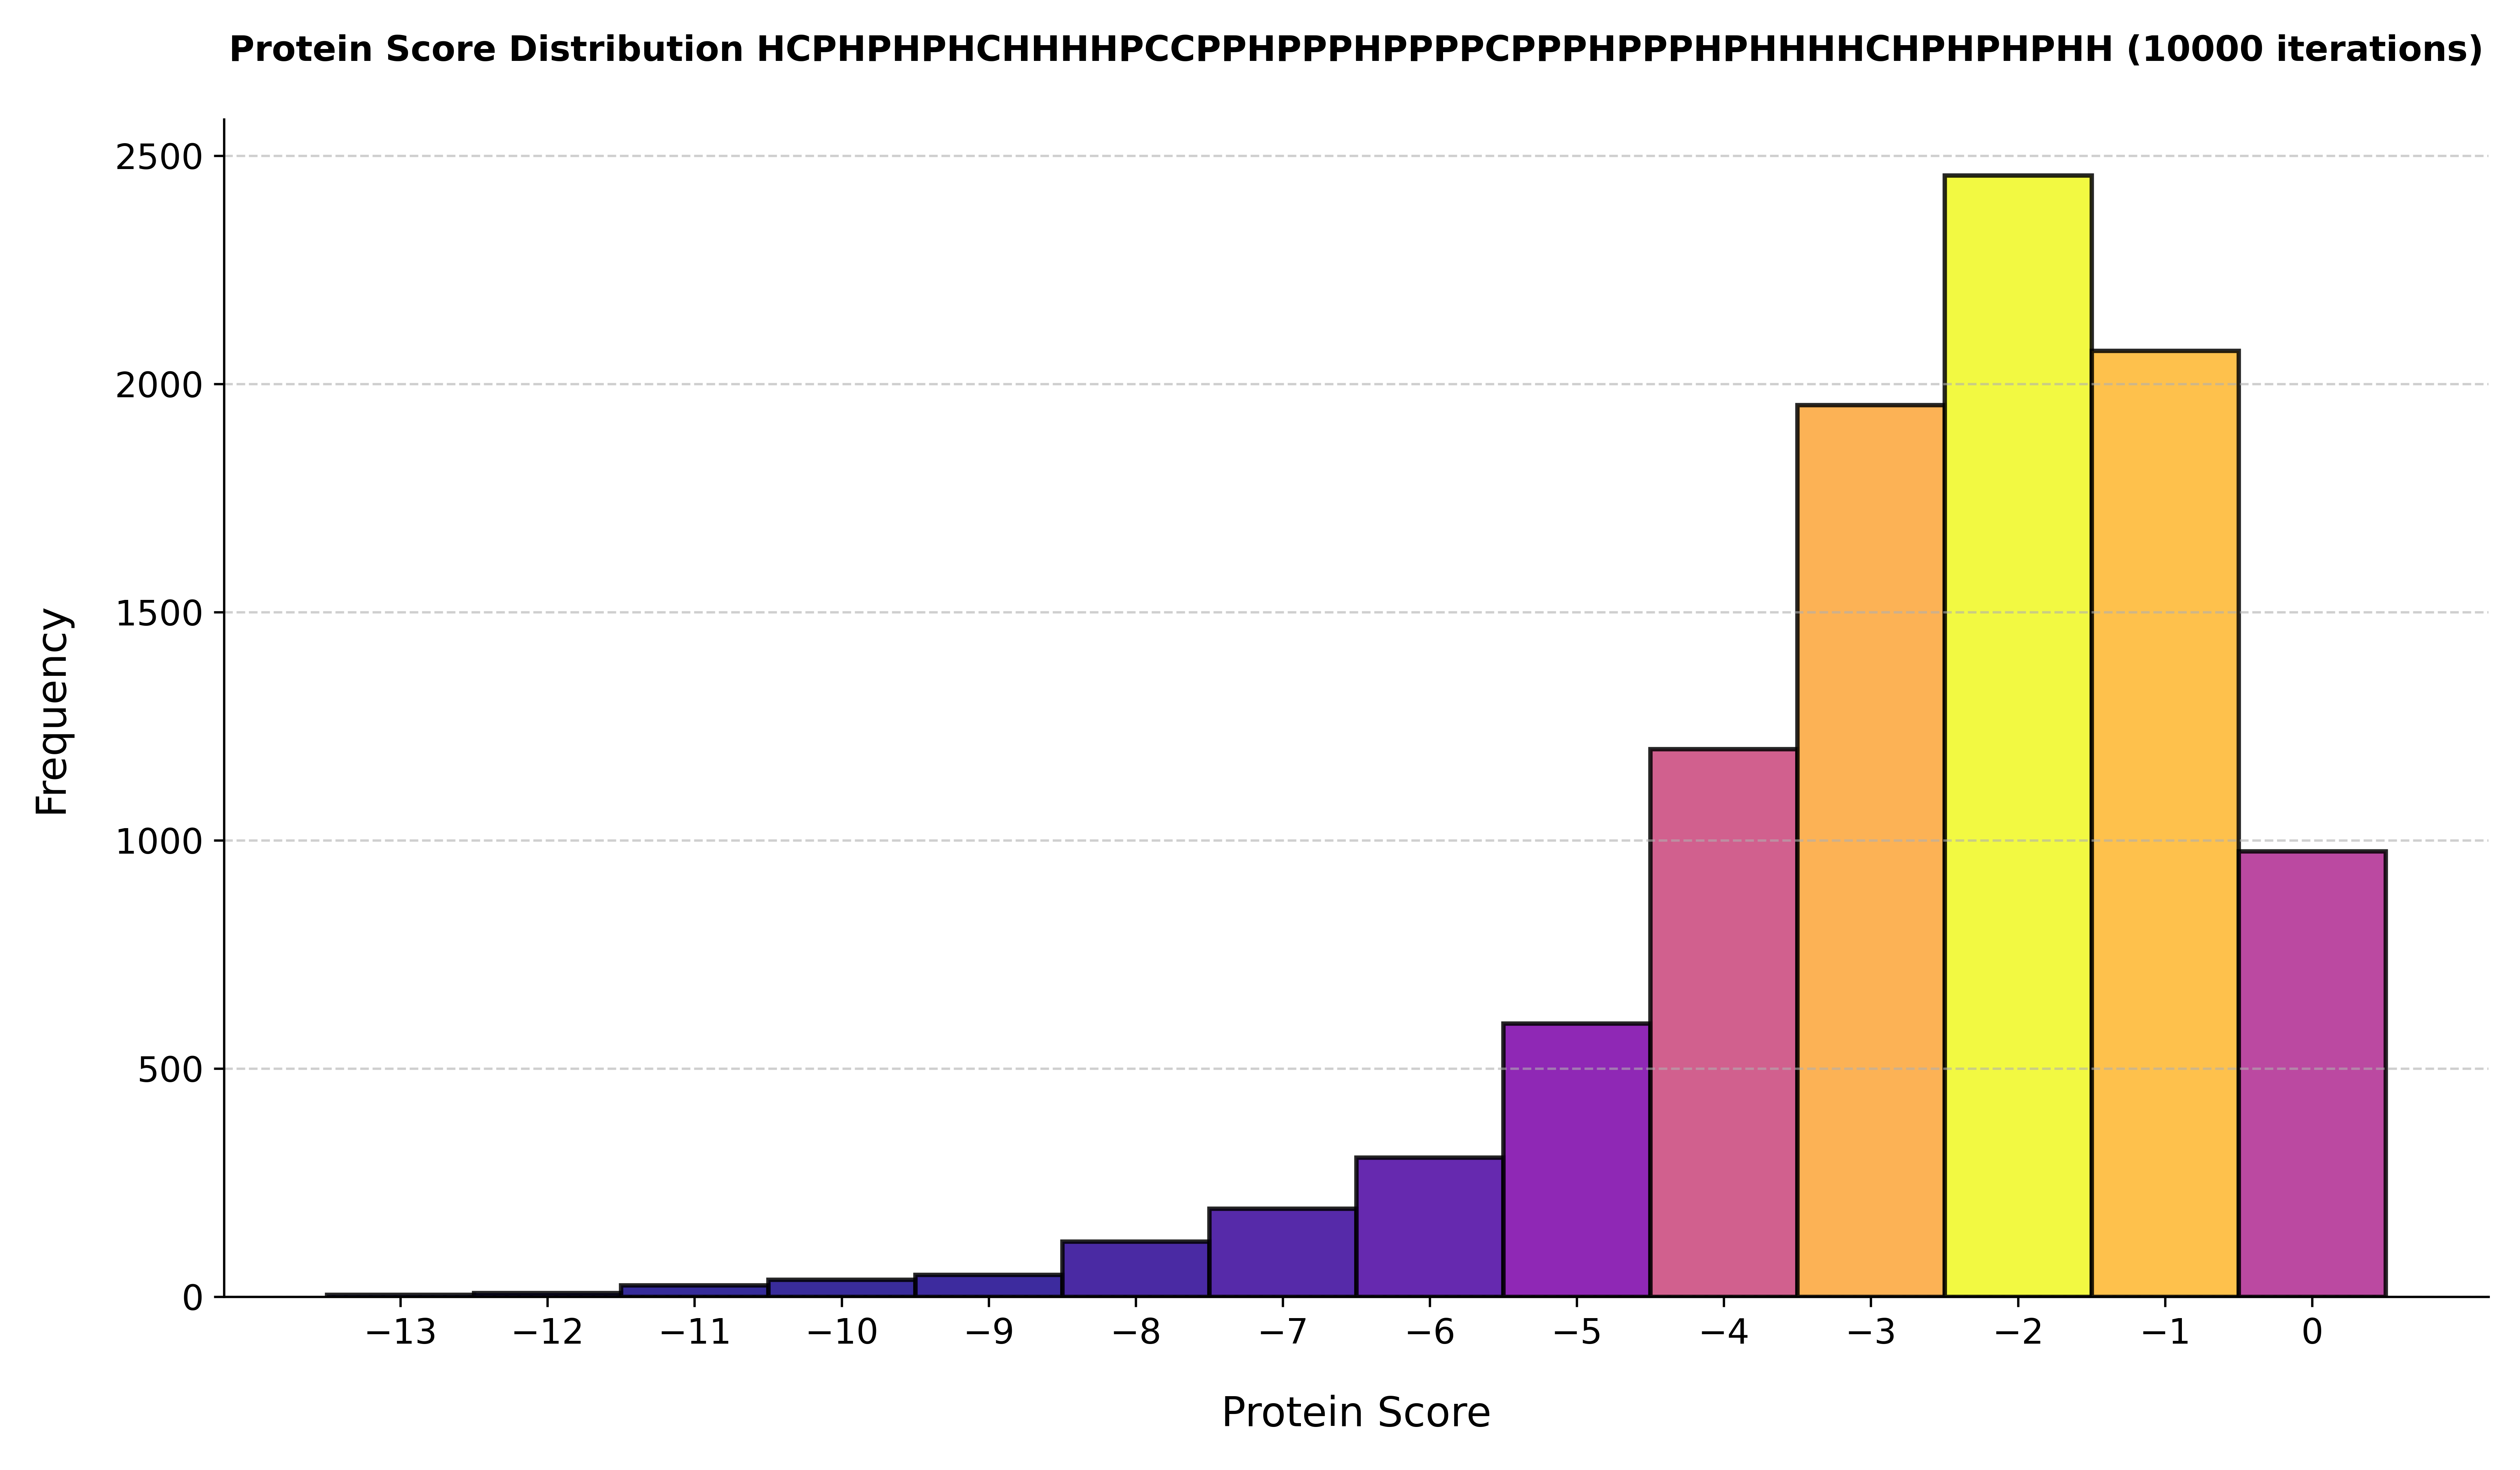 Protein Score Distribution HCPHPHPHCHHHHPCCPPHPPPHPPPPCPPPHPPPHPHHHHCHPHPHPHH (10000 iterations)
2500
2000
1500
1000
500
0
Frequency
−13 −12 −11 −10 −9 −8 −7 −6 −5 −4 −3 −2 −1 0
Protein Score